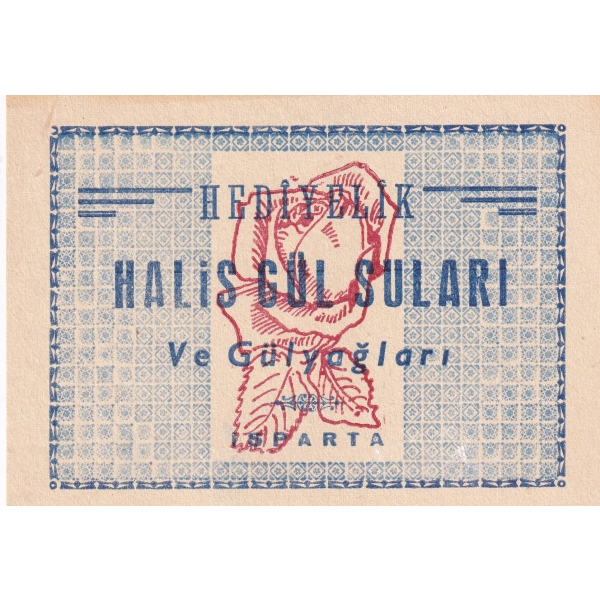 HEDİYELİK
HALİS GÜL SULARI
Ve Gülyağları
ISPARTA